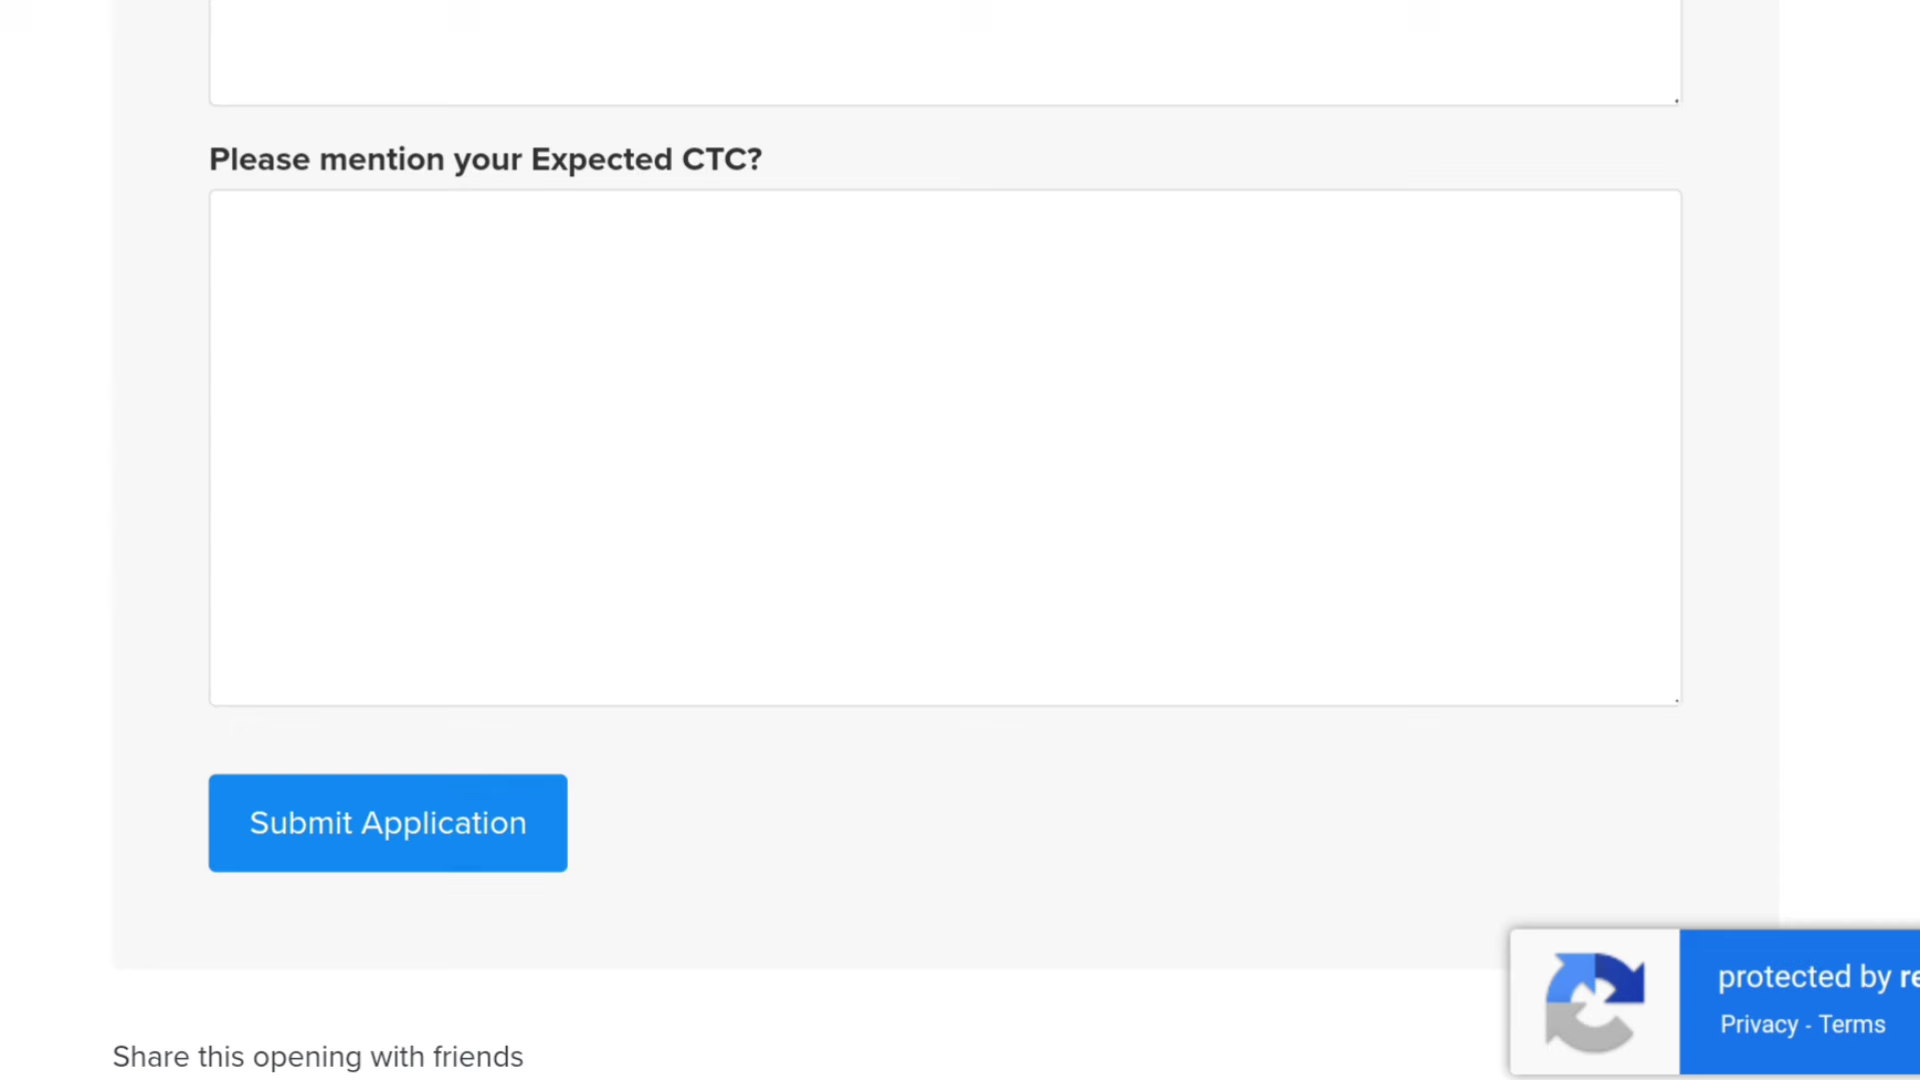 Please mention your Expected CTC?
Submit Application
protected by
Privacy - Terms
Share this opening with friends